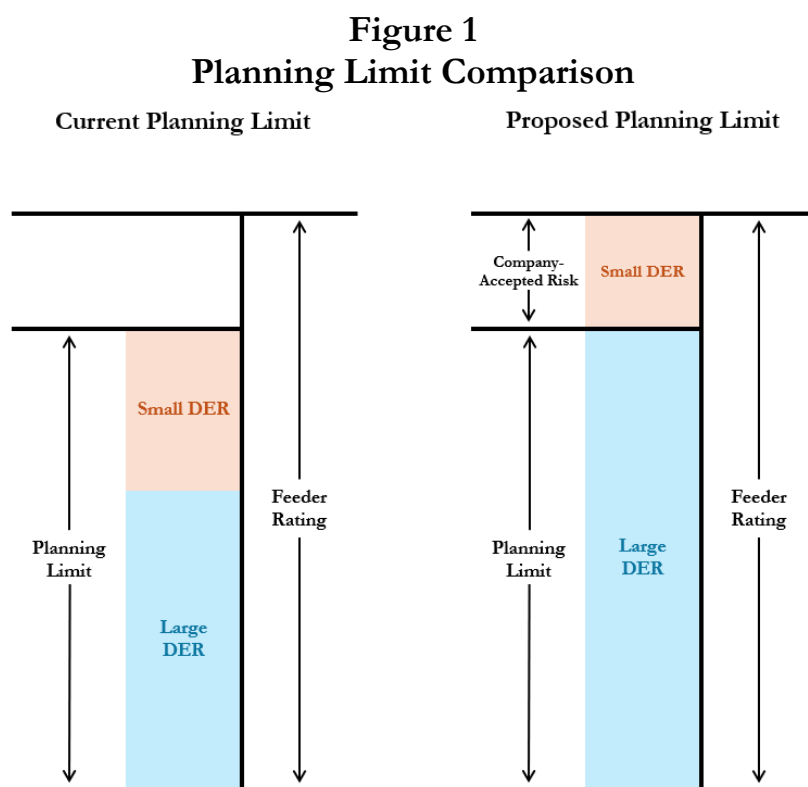 Figure 1
Planning Limit Comparison
Current Planning Limit
Small DER
Large
DER
Planning
Limit
Feeder
Rating
Proposed Planning Limit
Company-
Accepted Risk
Small DER
Large
DER
Planning
Limit
Feeder
Rating